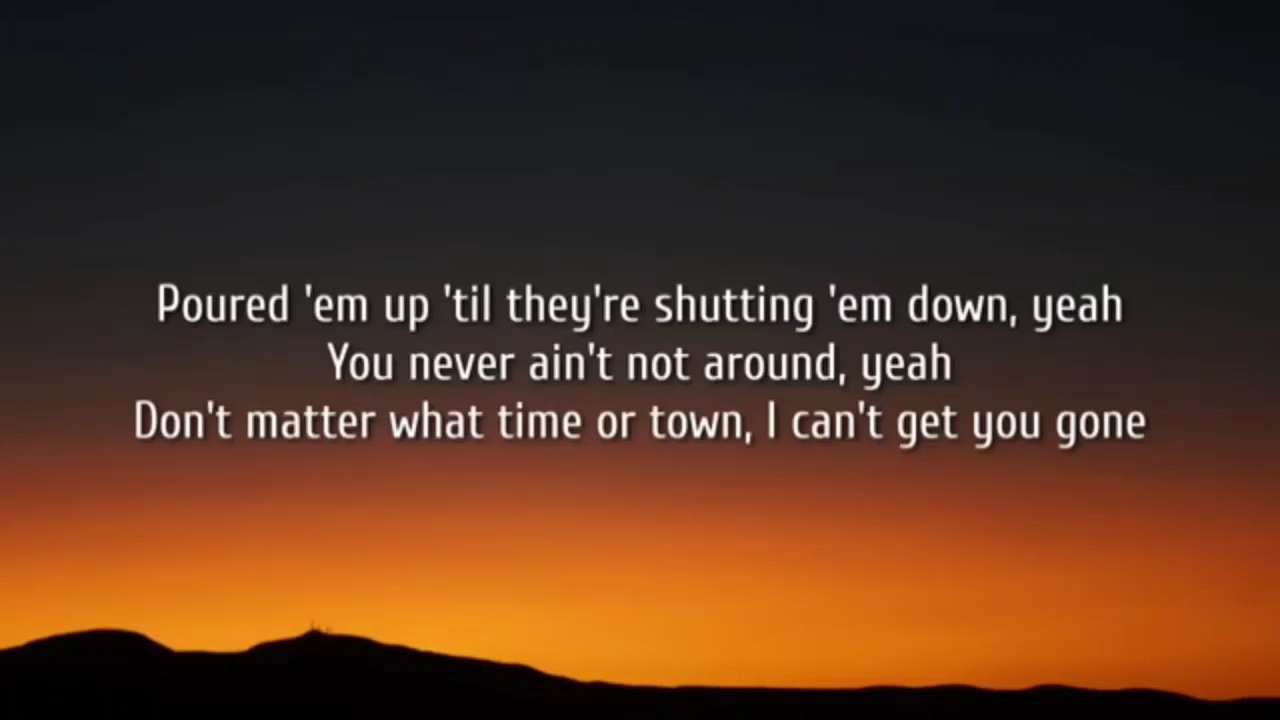 Poured 'em up 'til they're shutting 'em down, yeah
You never ain't not around, yeah
Don't matter what time or town, I can't get you gone